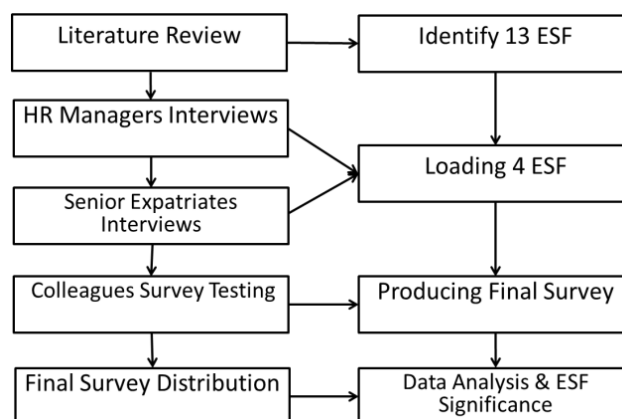 Literature Review
Identify 13 ESF
HR Managers Interviews
Loading 4 ESF
Senior Expatriates
Interviews
Colleagues Survey Testing
Producing Final Survey
Final Survey Distribution
Data Analysis & ESF
Significance